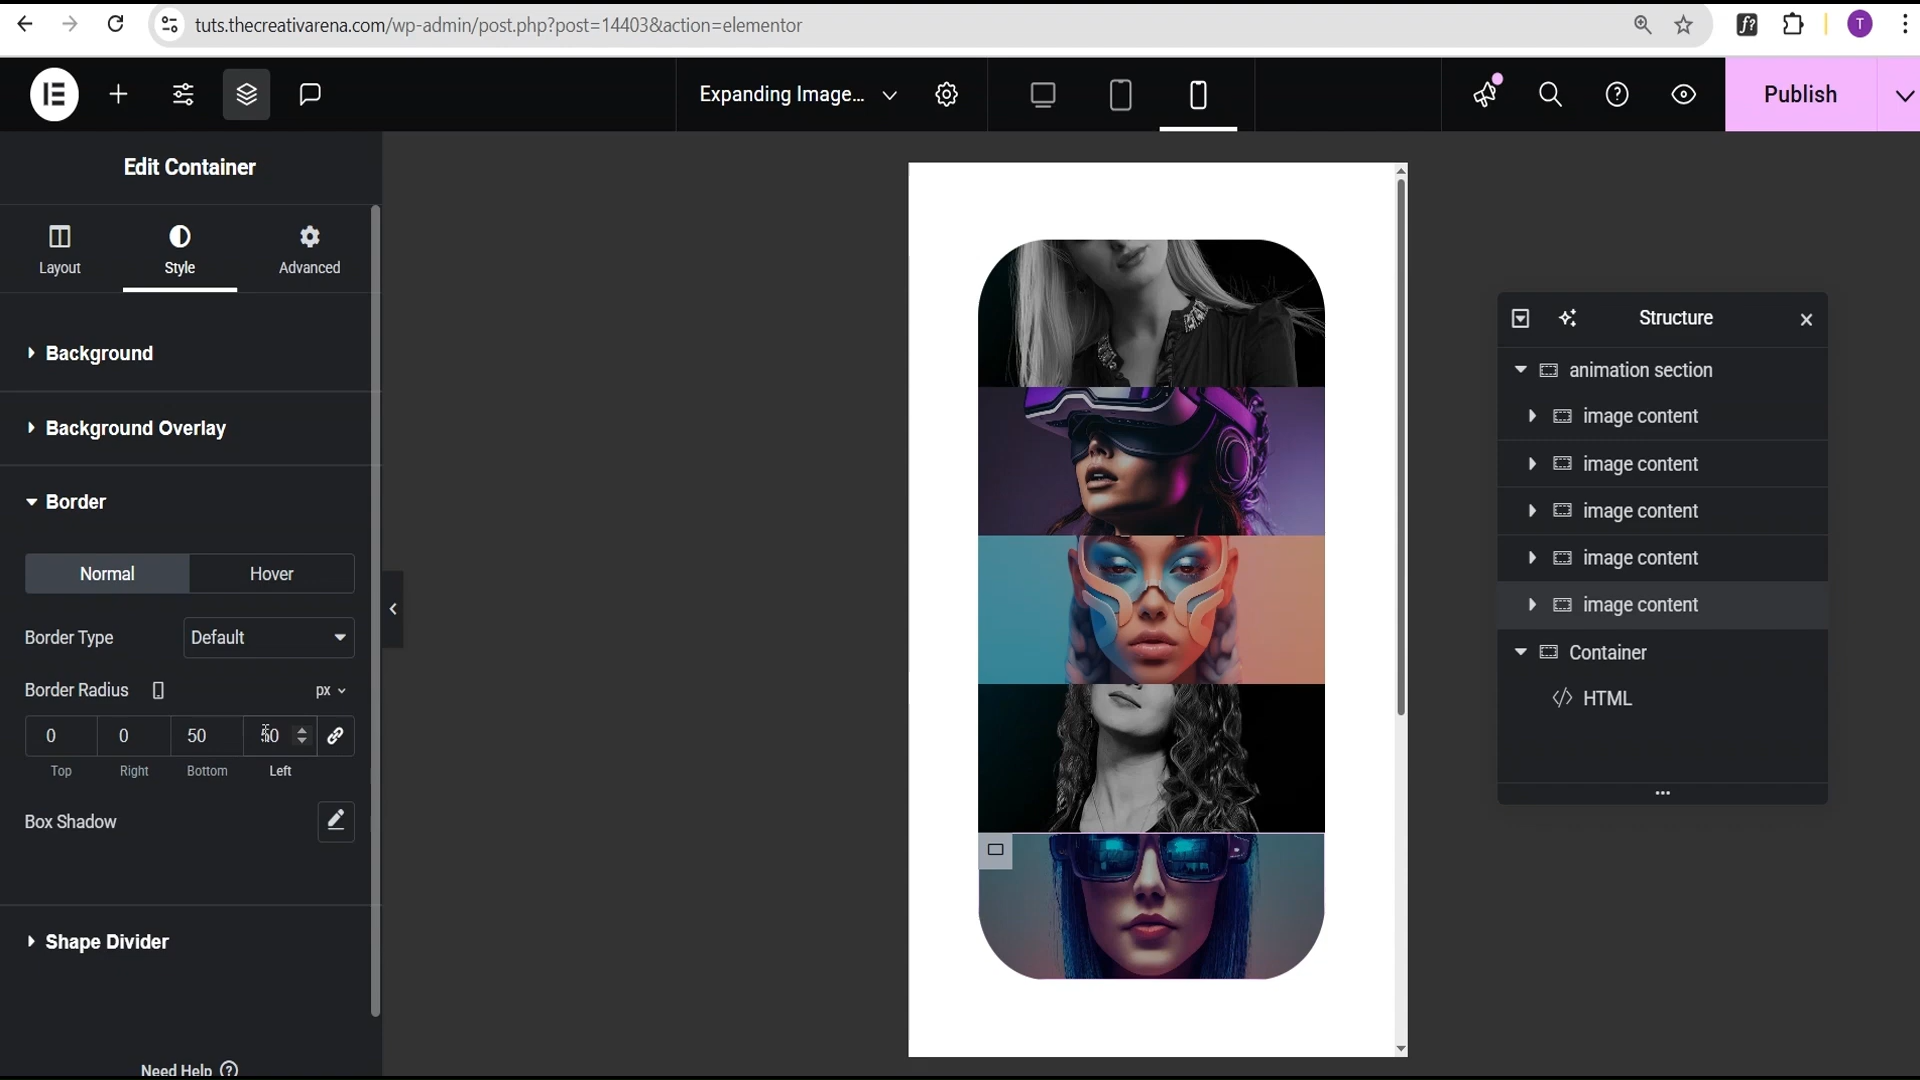 tuts.thecreativarena.com/wp-admin/post.php?post=14403&action=elementor
T
Expanding Image...
Publish
Edit Container
Layout
Style
Advanced
Background
Background Overlay
Border
Normal
Hover
Border Type
Default
Border Radius
px
0
0
50
50
Top
Right
Bottom
Left
Box Shadow
Shape Divider
Need Help
Structure
animation section
image content
image content
image content
image content
image content
Container
HTML